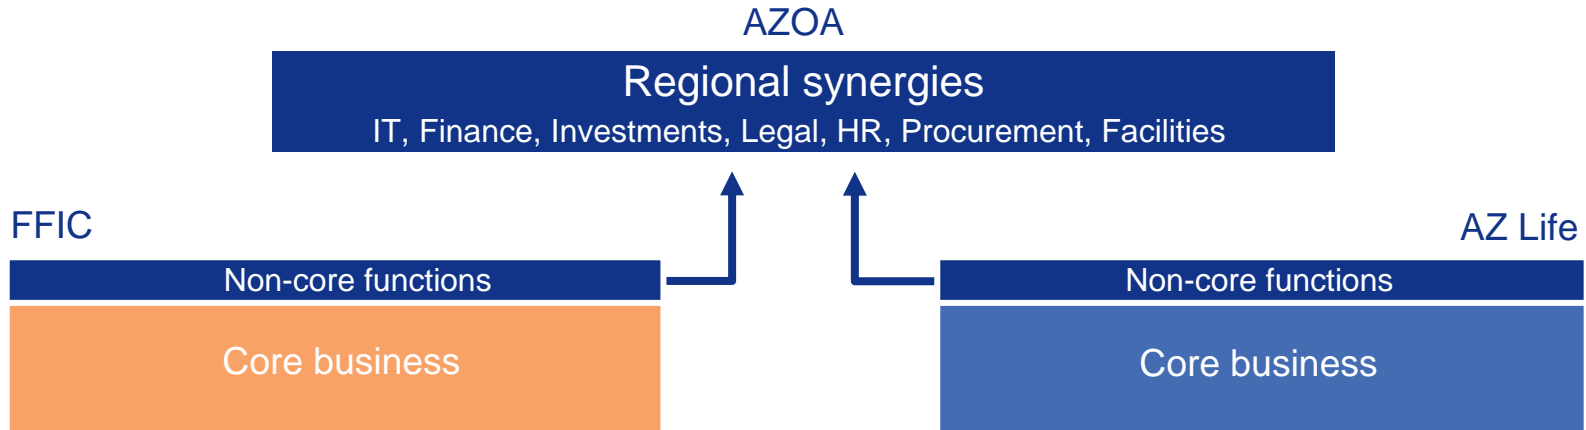 AZOA
Regional synergies
IT, Finance, Investments, Legal, HR, Procurement, Facilities
FFIC
AZ Life
Non-core functions
Non-core functions
Core business
Core business